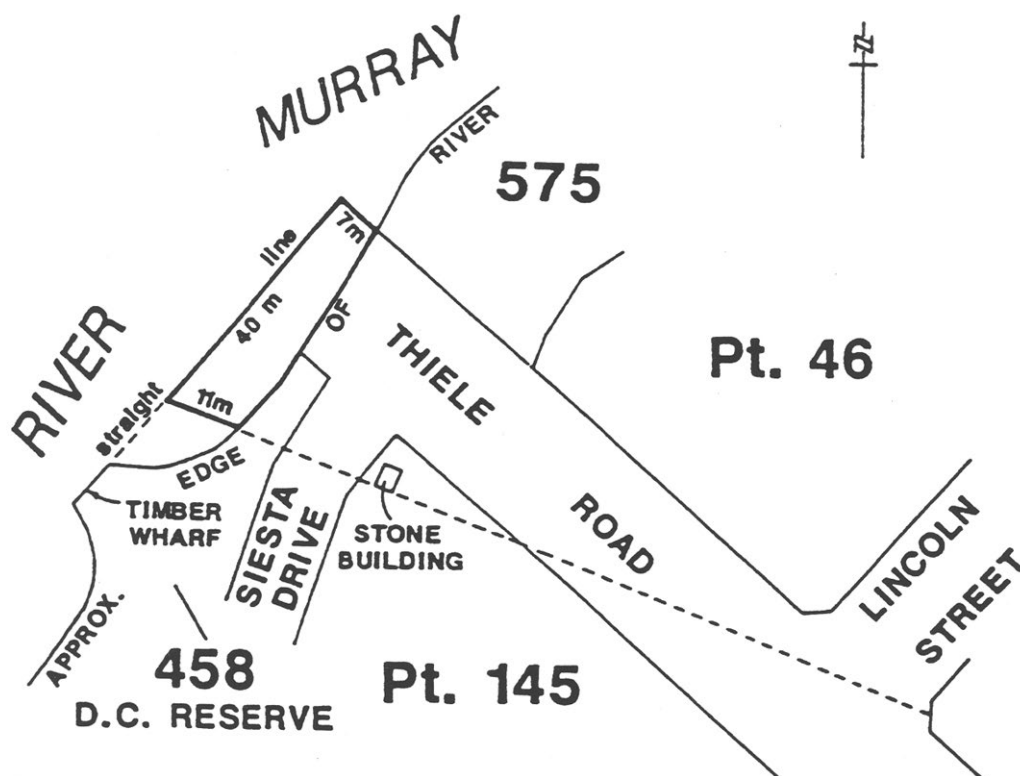 MURRAY
RIVER
N
575
7m
line
40 m
OF
THIELE
Pt. 46
RIVER
straight
11m
EDGE
TIMBER
WHARF
SIESTA
DRIVE
STONE
BUILDING
ROAD
LINCOLN
STREET
APPROX.
458
D.C. RESERVE
Pt. 145